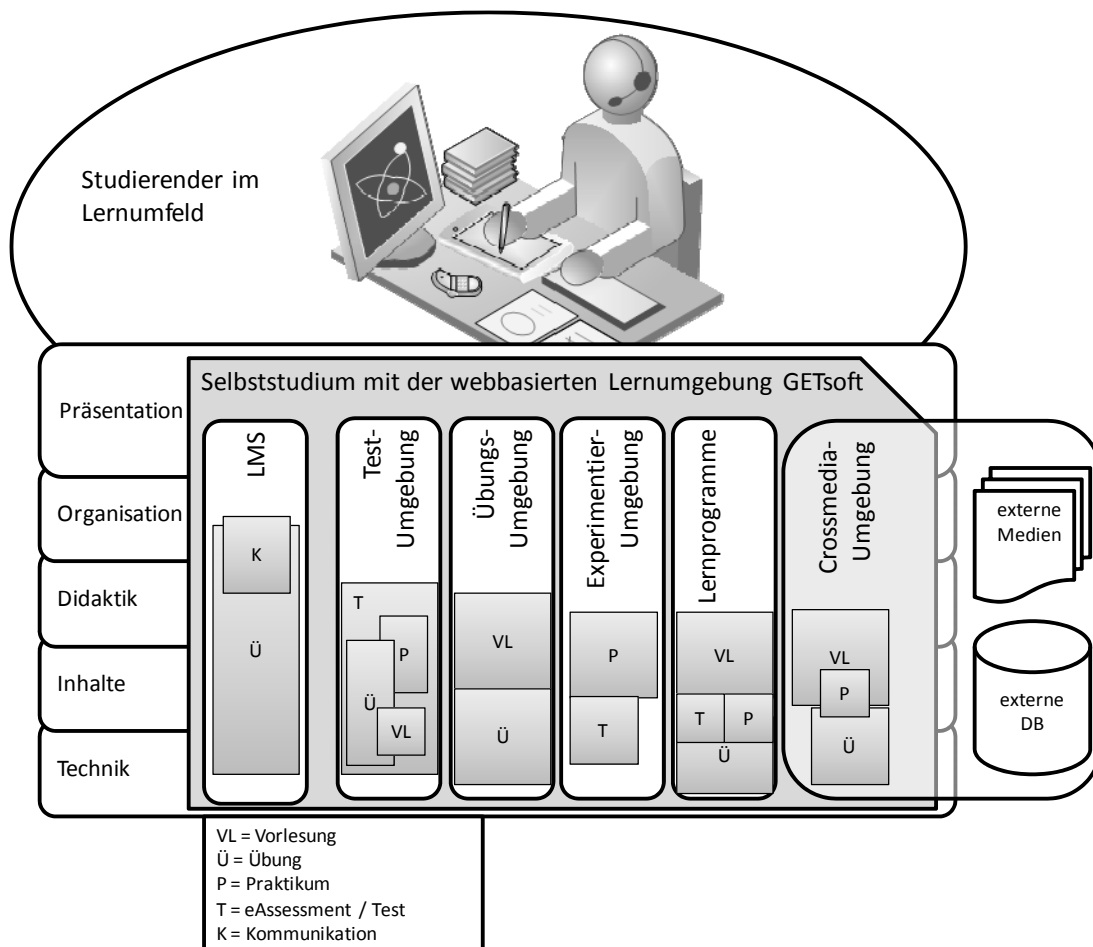 Studierender im
Lernumfeld
Selbststudium mit der webbasierten Lernumgebung GETsoft
Präsentation
Organisation
Didaktik
Inhalte
Technik
LMS
K
Ü
Test-
Umgebung
T
P
Ü
VL
Übungs-
Umgebung
VL
Ü
Experimentier-
Umgebung
P
T
Lernprogramme
VL
T
P
Ü
Crossmedia-
Umgebung
VL
P
Ü
externe
Medien
externe
DB
VL = Vorlesung
Ü = Übung
P = Praktikum
T = eAssessment / Test
K = Kommunikation